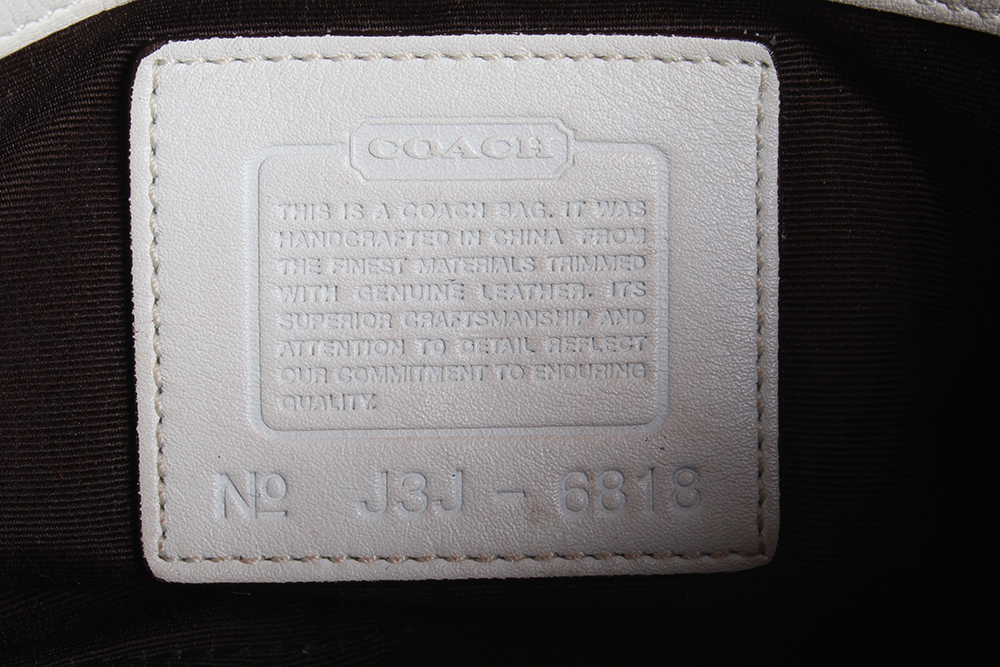 COACH
THIS IS A COACH BAG. IT WAS
HANDCRAFTED IN CHINA FROM
THE FINEST MATERIALS TRIMMED
WITH GENUINE LEATHER. ITS
SUPERIOR CRAFTSMANSHIP AND
ATTENTION TO DETAIL REFLECT
OUR COMMITMENT TO ENDURING
QUALITY.
Nº J3J - 6818